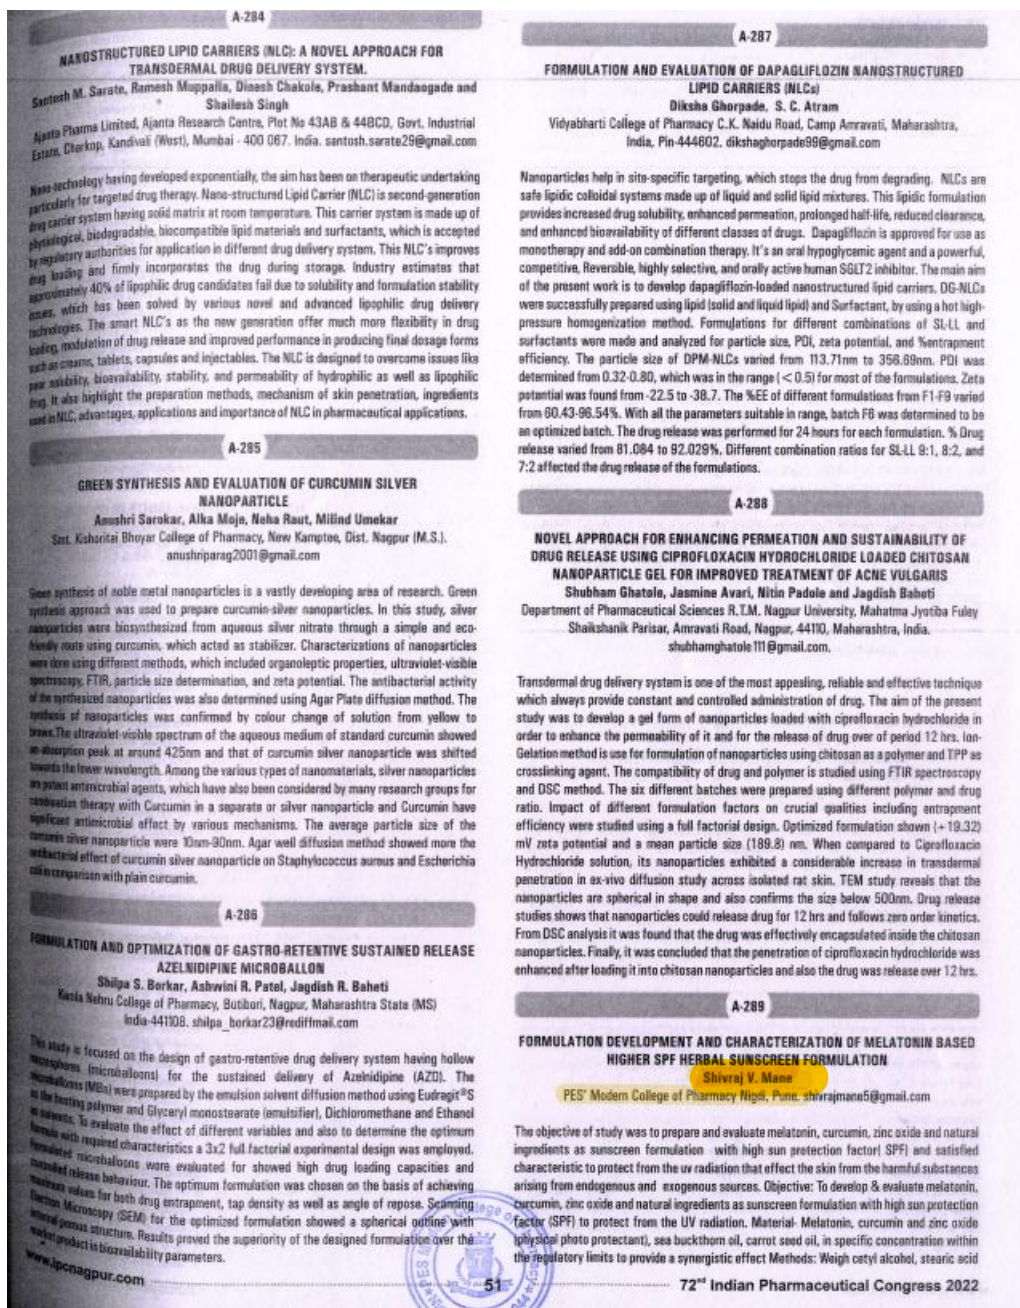 A-284
NANOSTRUCTURED LIPID CARRIERS (NLC): A NOVEL APPROACH FOR
TRANSDERMAL DRUG DELIVERY SYSTEM.
Santosh M. Sarate, Ramesh Muppalla, Dinesh Chakole, Prashant Mandaogade and
Shailesh Singh
Ajanta Pharma Limited, Ajanta Research Centre, Plot No 43AB & 44BCD, Govt. Industrial
Estate, Charkop, Kandivali (West), Mumbai - 400 067. India. santosh.sarate29@gmail.com
Nano-technology having developed exponentially, the aim has been on therapeutic undertaking
particularly for targeted drug therapy. Nano-structured Lipid Carrier (NLC) is second-generation
drug carrier system having solid matrix at room temperature. This carrier system is made up of
physiological, biodegradable, biocompatible lipid materials and surfactants, which is accepted
by regulatory authorities for application in different drug delivery system. This NLC's improves
drug loading and firmly incorporates the drug during storage. Industry estimates that
approximately 40% of lipophilic drug candidates fail due to solubility and formulation stability
issues, which has been solved by various novel and advanced lipophilic drug delivery
technologies. The smart NLC's as the new generation offer much more flexibility in drug
loading, modulation of drug release and improved performance in producing final dosage forms
such as creams, tablets, capsules and injectables. The NLC is designed to overcome issues like
poor solubility, bioavailability, stability, and permeability of hydrophilic as well as lipophilic
drug. It also highlight the preparation methods, mechanism of skin penetration, ingredients
used in NLC, advantages, applications and importance of NLC in pharmaceutical applications.
A-285
GREEN SYNTHESIS AND EVALUATION OF CURCUMIN SILVER
NANOPARTICLE
Anushri Sarokar, Alka Moje, Neha Raut, Milind Umekar
Smt. Kishoritai Bhoyar College of Pharmacy, New Kamptee, Dist. Nagpur (M.S.).
anushriparag2001@gmail.com
Green synthesis of noble metal nanoparticles is a vastly developing area of research. Green
synthesis approach was used to prepare curcumin-silver nanoparticles. In this study, silver
nanoparticles were biosynthesized from aqueous silver nitrate through a simple and eco-
friendly route using curcumin, which acted as stabilizer. Characterizations of nanoparticles
were done using different methods, which included organoleptic properties, ultraviolet-visible
spectroscopy, FTIR, particle size determination, and zeta potential. The antibacterial activity
of the synthesized nanoparticles was also determined using Agar Plate diffusion method. The
synthesis of nanoparticles was confirmed by colour change of solution from yellow to
brown.The ultraviolet-visible spectrum of the aqueous medium of standard curcumin showed
an absorption peak at around 425nm and that of curcumin silver nanoparticle was shifted
towards the lower wavelength. Among the various types of nanomaterials, silver nanoparticles
are potent antimicrobial agents, which have also been considered by many research groups for
combination therapy with Curcumin in a separate or silver nanoparticle and Curcumin have
significant antimicrobial affect by various mechanisms. The average particle size of the
curcumin silver nanoparticle were 10nm-90nm. Agar well diffusion method showed more the
antibacterial effect of curcumin silver nanoparticle on Staphylococcus aureus and Escherichia
coli in comparison with plain curcumin.
A-286
FORMULATION AND OPTIMIZATION OF GASTRO-RETENTIVE SUSTAINED RELEASE
AZELNIDIPINE MICROBALLON
Shilpa S. Borkar, Ashwini R. Patel, Jagdish R. Baheti
Kamla Nehru College of Pharmacy, Butibori, Nagpur, Maharashtra State (MS)
India-441108. shilpa_borkar23@rediffmail.com
This study is focused on the design of gastro-retentive drug delivery system having hollow
microspheres (microballoons) for the sustained delivery of Azelnidipine (AZD). The
microballoons (MBs) were prepared by the emulsion solvent diffusion method using Eudragit®S
as the heating polymer and Glyceryl monostearate (emulsifier), Dichloromethane and Ethanol
as solvents. To evaluate the effect of different variables and also to determine the optimum
formula with required characteristics a 3x2 full factorial experimental design was employed.
Formulated microballoons were evaluated for showed high drug loading capacities and
controlled release behaviour. The optimum formulation was chosen on the basis of achieving
maximum values for both drug entrapment, tap density as well as angle of repose. Scanning
Electron Microscopy (SEM) for the optimized formulation showed a spherical outline with
internal porous structure. Results proved the superiority of the designed formulation over the
market product in bioavailability parameters.
A-287
FORMULATION AND EVALUATION OF DAPAGLIFLOZIN NANOSTRUCTURED
LIPID CARRIERS (NLCs)
Diksha Ghorpade, S. C. Atram
Vidyabharti College of Pharmacy C.K. Naidu Road, Camp Amravati, Maharashtra,
India, Pin-444602. dikshaghorpade99@gmail.com
Nanoparticles help in site-specific targeting, which stops the drug from degrading. NLCs are
safe lipidic colloidal systems made up of liquid and solid lipid mixtures. This lipidic formulation
provides increased drug solubility, enhanced permeation, prolonged half-life, reduced clearance,
and enhanced bioavailability of different classes of drugs. Dapagliflozin is approved for use as
monotherapy and add-on combination therapy. It's an oral hypoglycemic agent and a powerful,
competitive, Reversible, highly selective, and orally active human SGLT2 inhibitor. The main aim
of the present work is to develop dapagliflozin-loaded nanostructured lipid carriers. DG-NLCs
were successfully prepared using lipid (solid and liquid lipid) and Surfactant, by using a hot high-
pressure homogenization method. Formulations for different combinations of SL-LL and
surfactants were made and analyzed for particle size, PDI, zeta potential, and %entrapment
efficiency. The particle size of DPM-NLCs varied from 113.71nm to 356.69nm. PDI was
determined from 0.32-0.80, which was in the range (< 0.5) for most of the formulations. Zeta
potential was found from -22.5 to -38.7. The %EE of different formulations from F1-F9 varied
from 60.43-96.54%. With all the parameters suitable in range, batch F6 was determined to be
an optimized batch. The drug release was performed for 24 hours for each formulation. % Drug
release varied from 81.084 to 92.029%. Different combination ratios for SL-LL 9:1, 8:2, and
7:2 affected the drug release of the formulations.
A-288
NOVEL APPROACH FOR ENHANCING PERMEATION AND SUSTAINABILITY OF
DRUG RELEASE USING CIPROFLOXACIN HYDROCHLORIDE LOADED CHITOSAN
NANOPARTICLE GEL FOR IMPROVED TREATMENT OF ACNE VULGARIS
Shubham Ghatole, Jasmine Avari, Nitin Padole and Jagdish Baheti
Department of Pharmaceutical Sciences R.T.M. Nagpur University, Mahatma Jyotiba Fuley
Shaikshanik Parisar, Amravati Road, Nagpur, 44110, Maharashtra, India.
shubhamghatole111@gmail.com.
Transdermal drug delivery system is one of the most appealing, reliable and effective technique
which always provide constant and controlled administration of drug. The aim of the present
study was to develop a gel form of nanoparticles loaded with ciprofloxacin hydrochloride in
order to enhance the permeability of it and for the release of drug over of period 12 hrs. Ion-
Gelation method is use for formulation of nanoparticles using chitosan as a polymer and TPP as
crosslinking agent. The compatibility of drug and polymer is studied using FTIR spectroscopy
and DSC method. The six different batches were prepared using different polymer and drug
ratio. Impact of different formulation factors on crucial qualities including entrapment
efficiency were studied using a full factorial design. Optimized formulation shown (+19.32)
mV zeta potential and a mean particle size (189.8) nm. When compared to Ciprofloxacin
Hydrochloride solution, its nanoparticles exhibited a considerable increase in transdermal
penetration in ex-vivo diffusion study across isolated rat skin. TEM study reveals that the
nanoparticles are spherical in shape and also confirms the size below 500nm. Drug release
studies shows that nanoparticles could release drug for 12 hrs and follows zero order kinetics.
From DSC analysis it was found that the drug was effectively encapsulated inside the chitosan
nanoparticles. Finally, it was concluded that the penetration of ciprofloxacin hydrochloride was
enhanced after loading it into chitosan nanoparticles and also the drug was release over 12 hrs.
A-289
FORMULATION DEVELOPMENT AND CHARACTERIZATION OF MELATONIN BASED
HIGHER SPF HERBAL SUNSCREEN FORMULATION
Shivraj V. Mane
PES' Modern College of Pharmacy Nigdi, Pune. shivrajmane5@gmail.com
The objective of study was to prepare and evaluate melatonin, curcumin, zinc oxide and natural
ingredients as sunscreen formulation with high sun protection factor( SPF) and satisfied
characteristic to protect from the uv radiation that effect the skin from the harmful substances
arising from endogenous and exogenous sources. Objective: To develop & evaluate melatonin,
curcumin, zinc oxide and natural ingredients as sunscreen formulation with high sun protection
factor (SPF) to protect from the UV radiation. Material- Melatonin, curcumin and zinc oxide
(physical photo protectant), sea buckthorn oil, carrot seed oil, in specific concentration within
the regulatory limits to provide a synergistic effect Methods: Weigh cetyl alcohol, stearic acid
www.ipcnagpur.com
51
72nd Indian Pharmaceutical Congress 2022